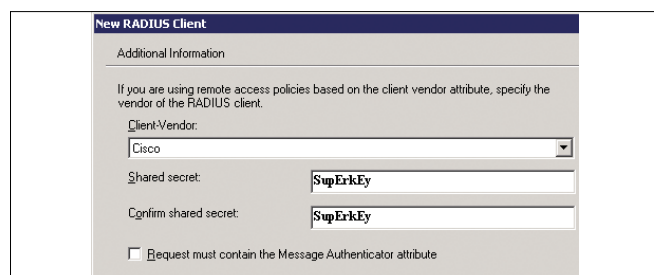 New RADIUS Client
Additional Information
If you are using remote access policies based on the client vendor attribute, specify the
vendor of the RADIUS client.
Client-Vendor:
Cisco
Shared secret:
SupErkEy
Confirm shared secret:
SupErkEy
Request must contain the Message Authenticator attribute